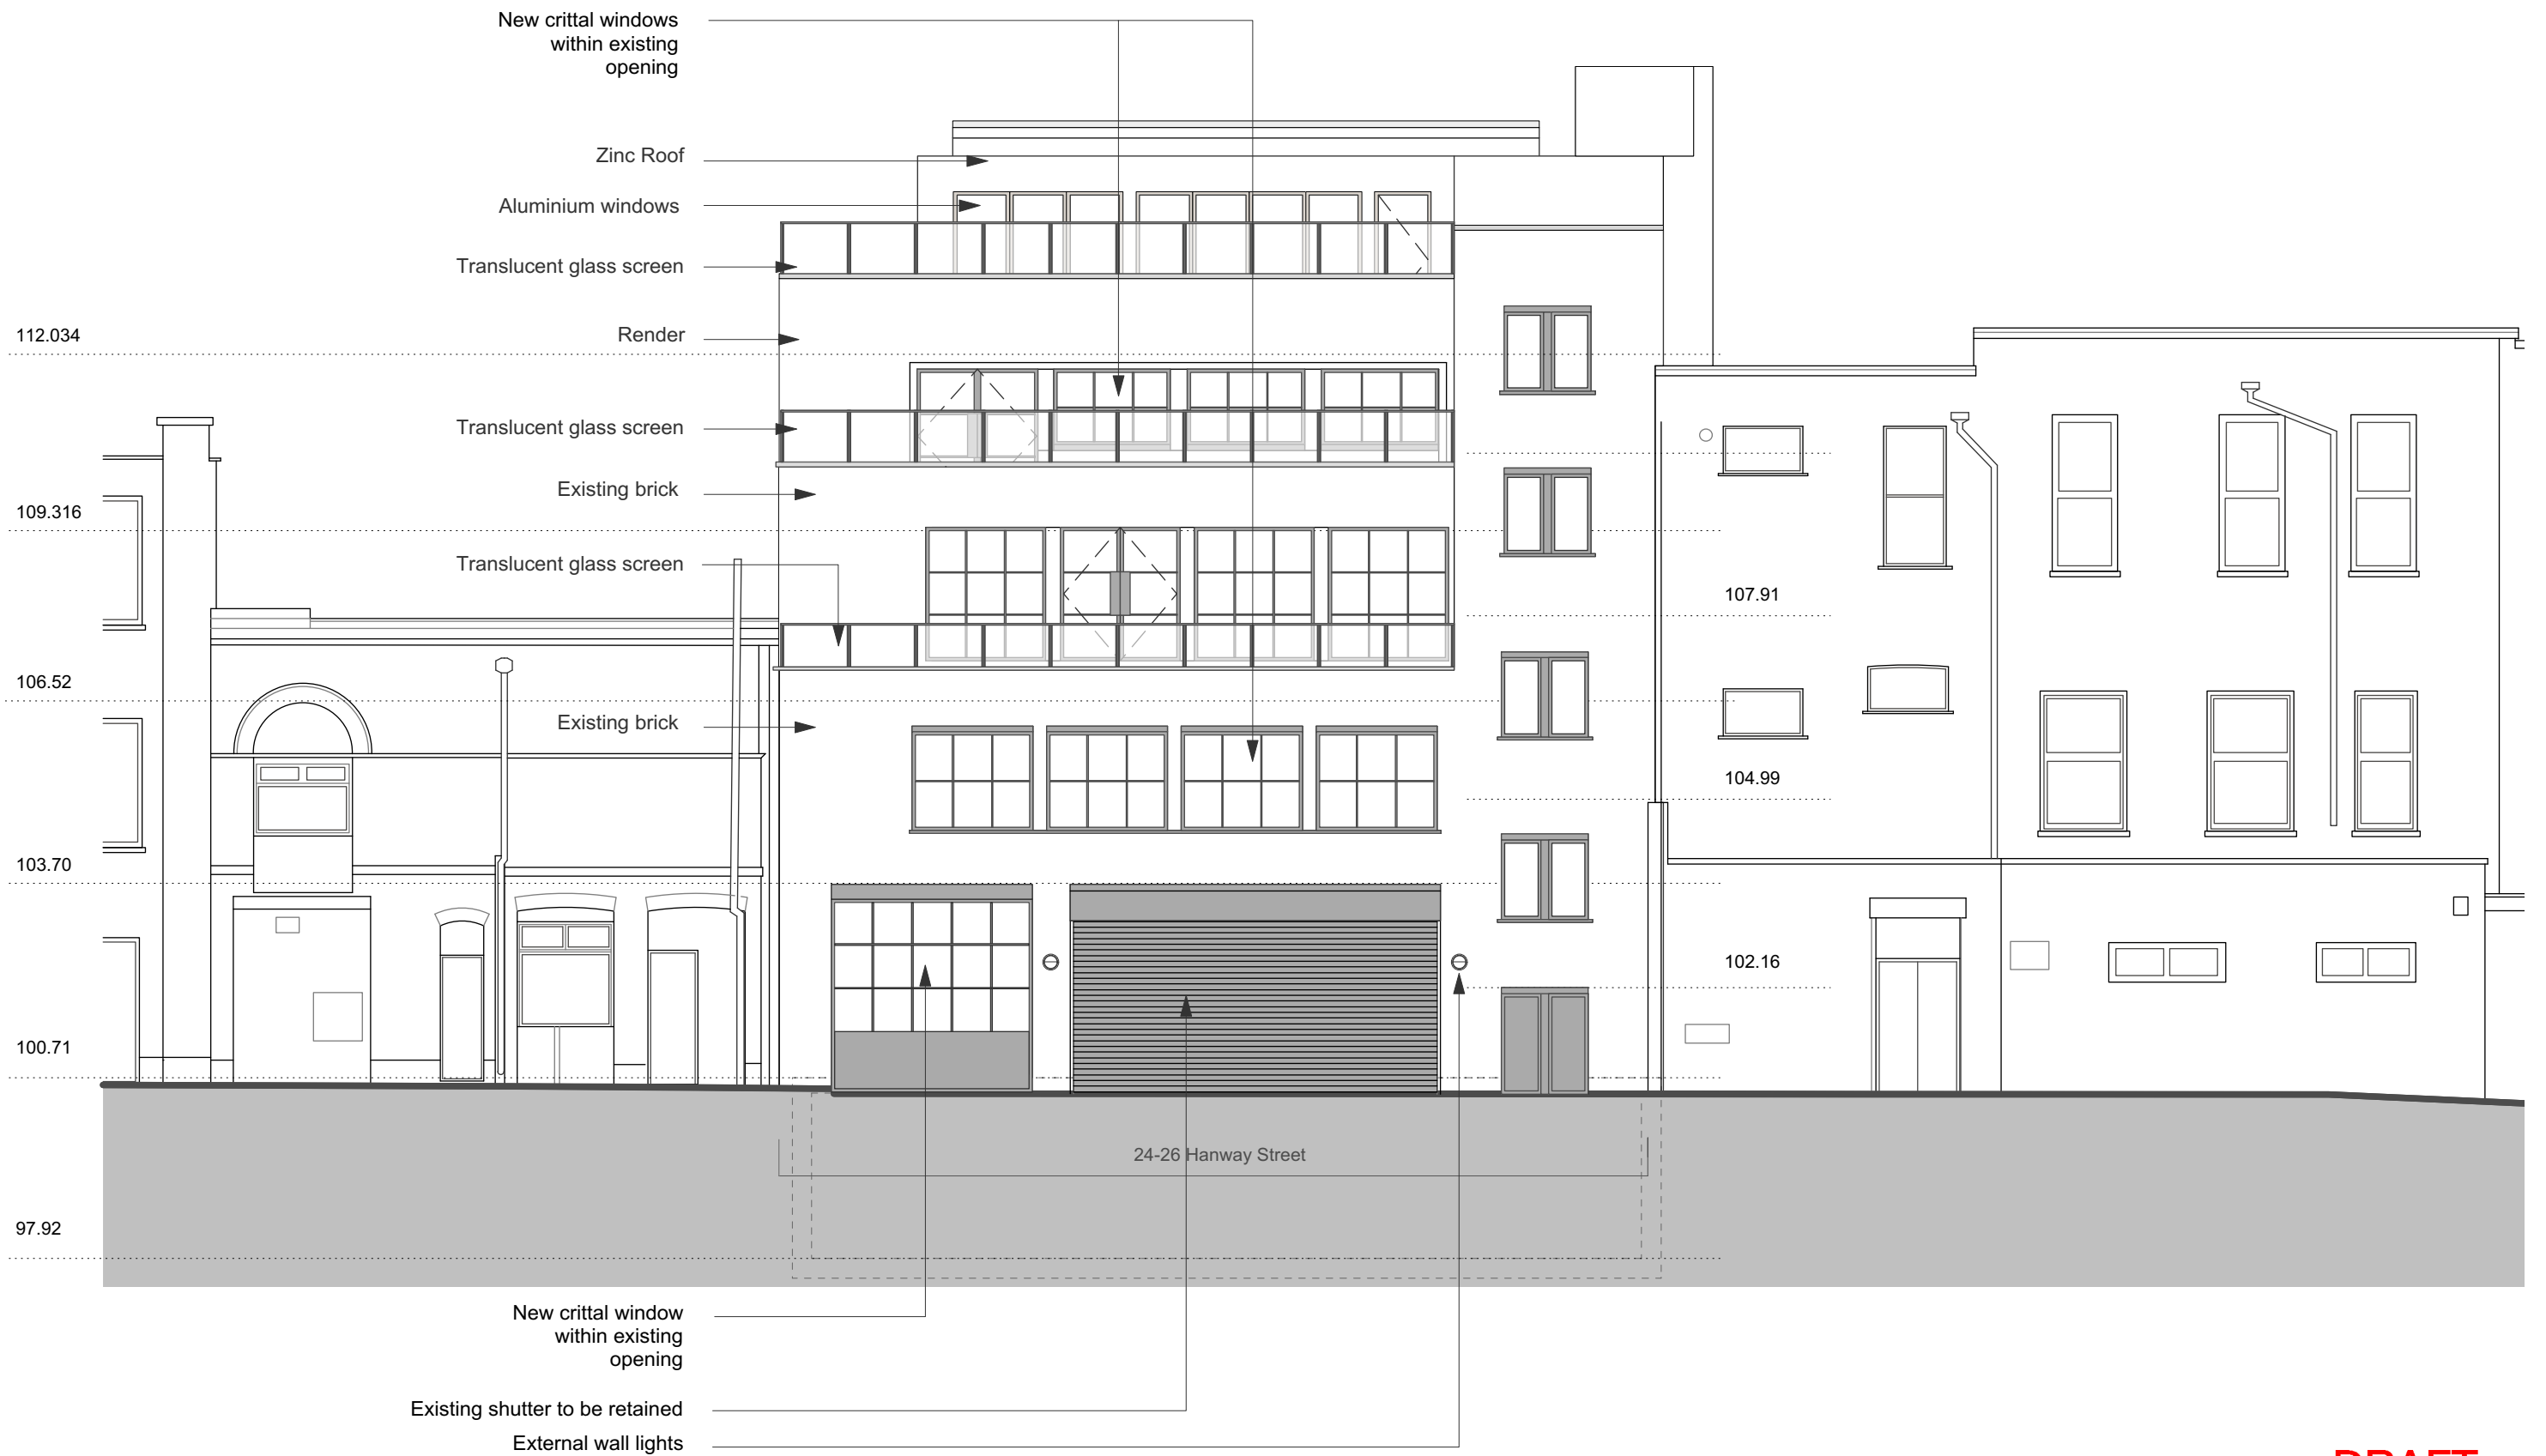 New crittal windows
within existing
opening
Zinc Roof
Aluminium windows
Translucent glass screen
112.034
Render
Translucent glass screen
Existing brick
109.316
Translucent glass screen
107.91
106.52
Existing brick
104.99
103.70
102.16
100.71
24-26 Hanway Street
97.92
New crittal window
within existing
opening
Existing shutter to be retained
External wall lights
DRAFT